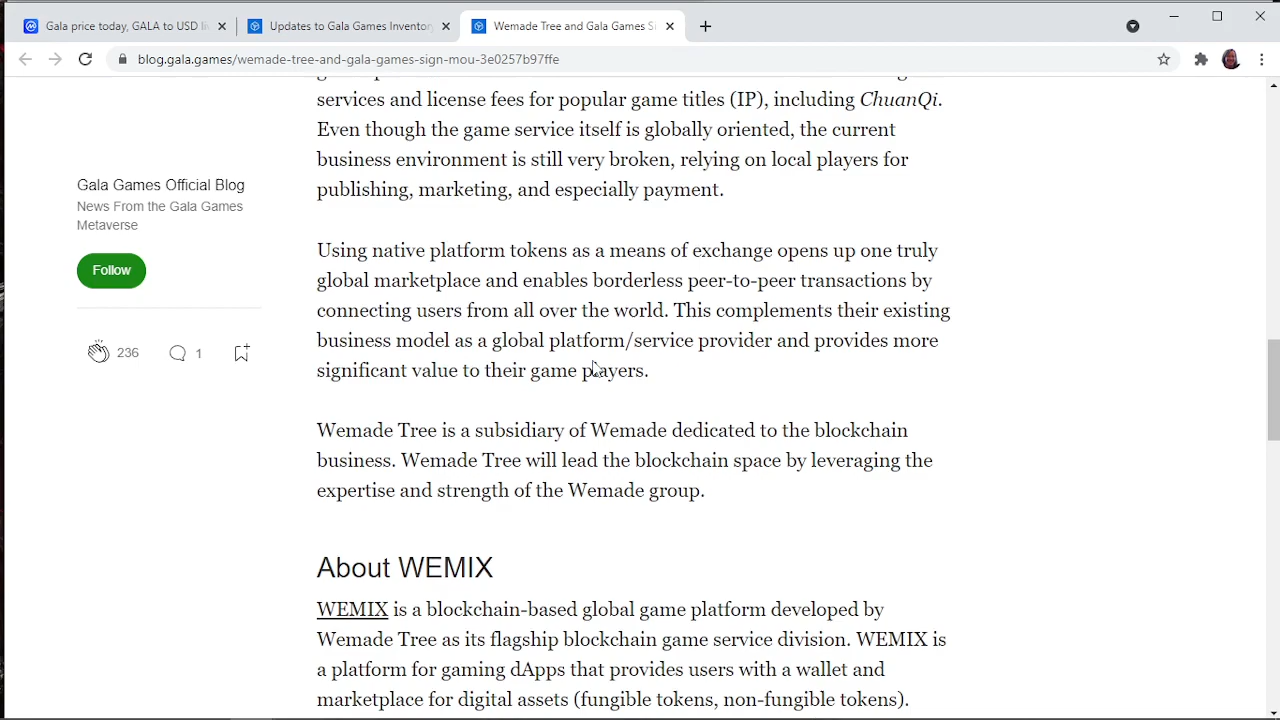 Gala price today, GALA to USD li
Updates to Gala Games Inventory
Wemade Tree and Gala Games Si
blog.gala.games/wemade-tree-and-gala-games-sign-mou-3e0257b97ffe
services and license fees for popular game titles (IP), including ChuanQi.
Even though the game service itself is globally oriented, the current
business environment is still very broken, relying on local players for
publishing, marketing, and especially payment.
Gala Games Official Blog
News From the Gala Games
Metaverse
Follow
236
1
Using native platform tokens as a means of exchange opens up one truly
global marketplace and enables borderless peer-to-peer transactions by
connecting users from all over the world. This complements their existing
business model as a global platform/service provider and provides more
significant value to their game players.
Wemade Tree is a subsidiary of Wemade dedicated to the blockchain
business. Wemade Tree will lead the blockchain space by leveraging the
expertise and strength of the Wemade group.
About WEMIX
WEMIX is a blockchain-based global game platform developed by
Wemade Tree as its flagship blockchain game service division. WEMIX is
a platform for gaming dApps that provides users with a wallet and
marketplace for digital assets (fungible tokens, non-fungible tokens).